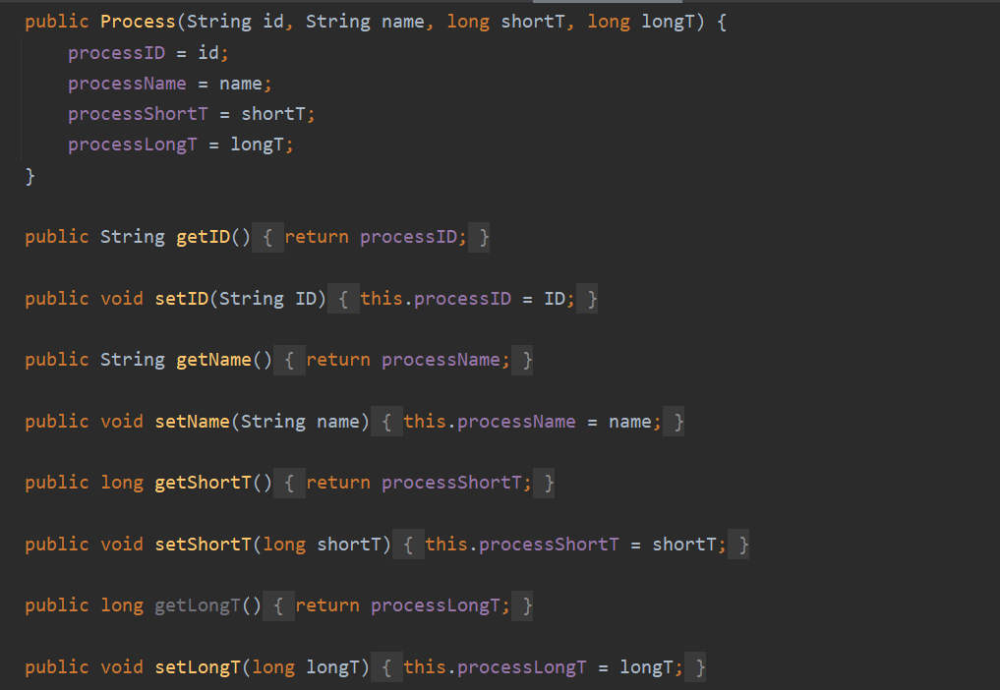 public Process(String id, String name, long shortT, long longT) {
processID = id;
processName = name;
processShortT = shortT;
processLongT = longT;
}
public String getID() { return processID; }
public void setID(String ID) { this.processID = ID; }
public String getName() { return processName; }
public void setName(String name) { this.processName = name; }
public long getShortT() { return processShortT; }
public void setShortT(long shortT) { this.processShortT = shortT; }
public long getLongT() { return processLongT; }
public void setLongT(long longT) { this.processLongT = longT; }